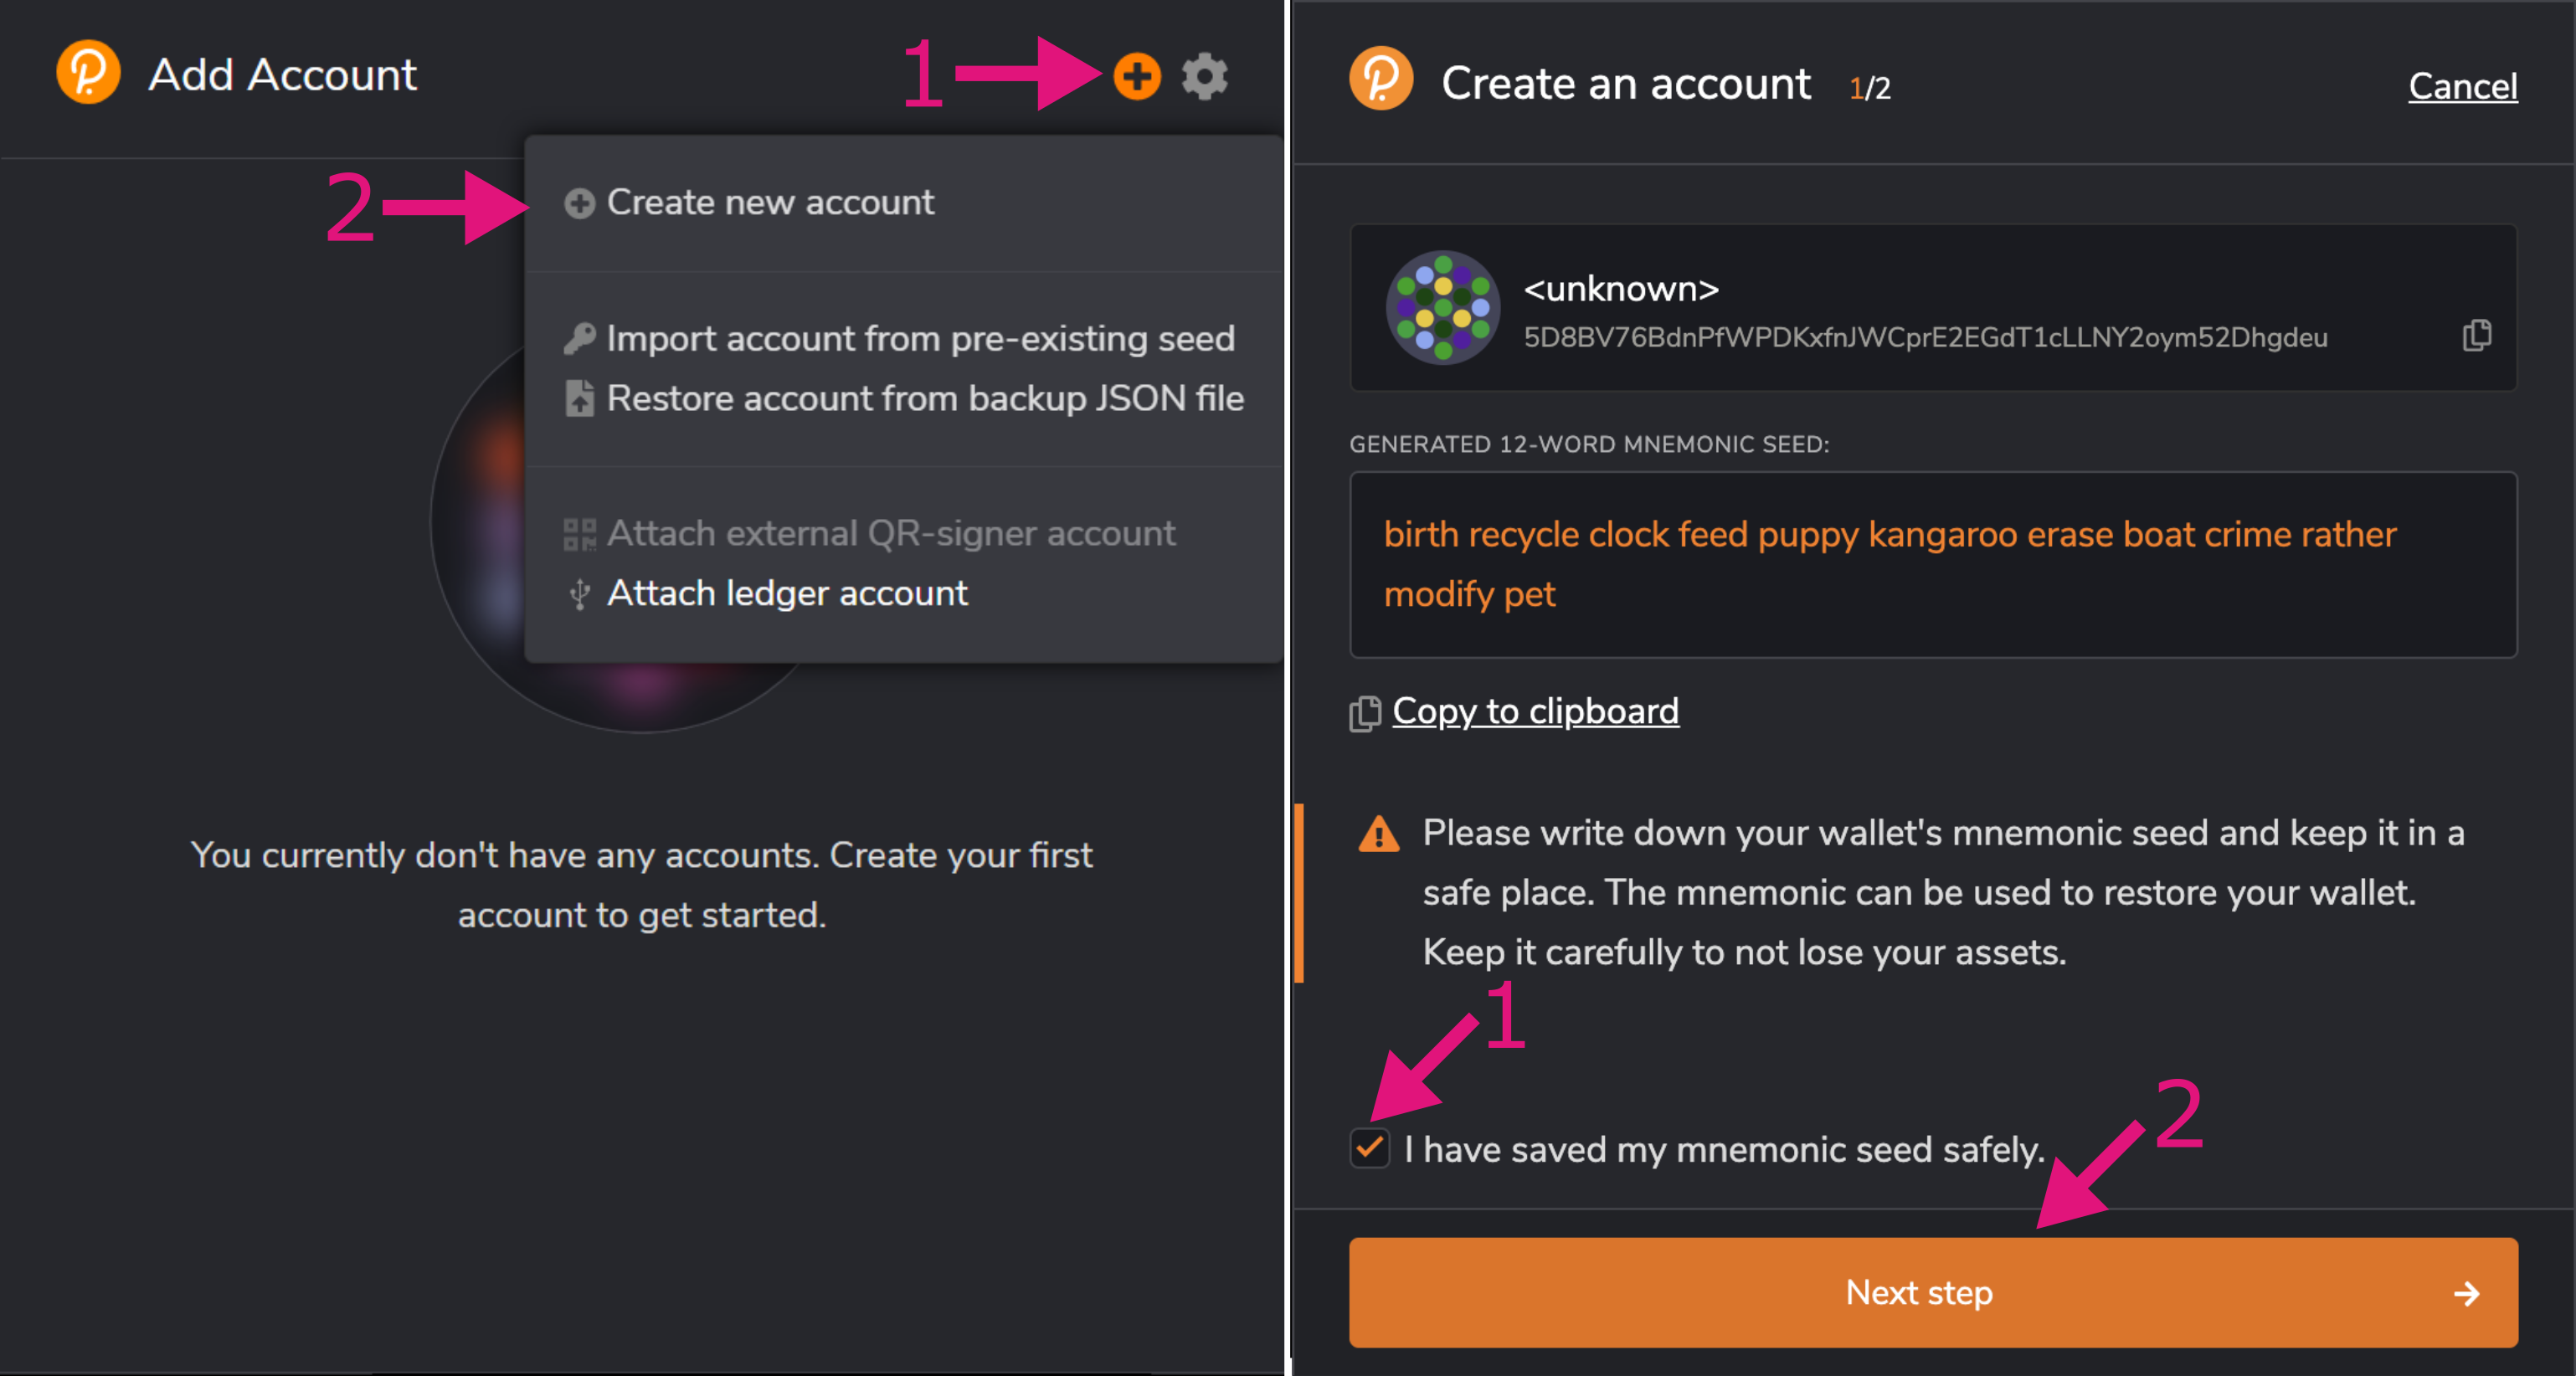 Add Account
1
2
Create new account
Import account from pre-existing seed
Restore account from backup JSON file
Attach external QR-signer account
Attach ledger account
You currently don't have any accounts. Create your first
account to get started.
Create an account 1/2
Cancel
<unknown>
5D8BV76BdnPfWPDKxfnJWCprE2EGdT1cLLNY2oym52Dhgdeu
GENERATED 12-WORD MNEMONIC SEED:
birth recycle clock feed puppy kangaroo erase boat crime rather
modify pet
Copy to clipboard
Please write down your wallet's mnemonic seed and keep it in a
safe place. The mnemonic can be used to restore your wallet.
Keep it carefully to not lose your assets.
1
I have saved my mnemonic seed safely.
2
Next step